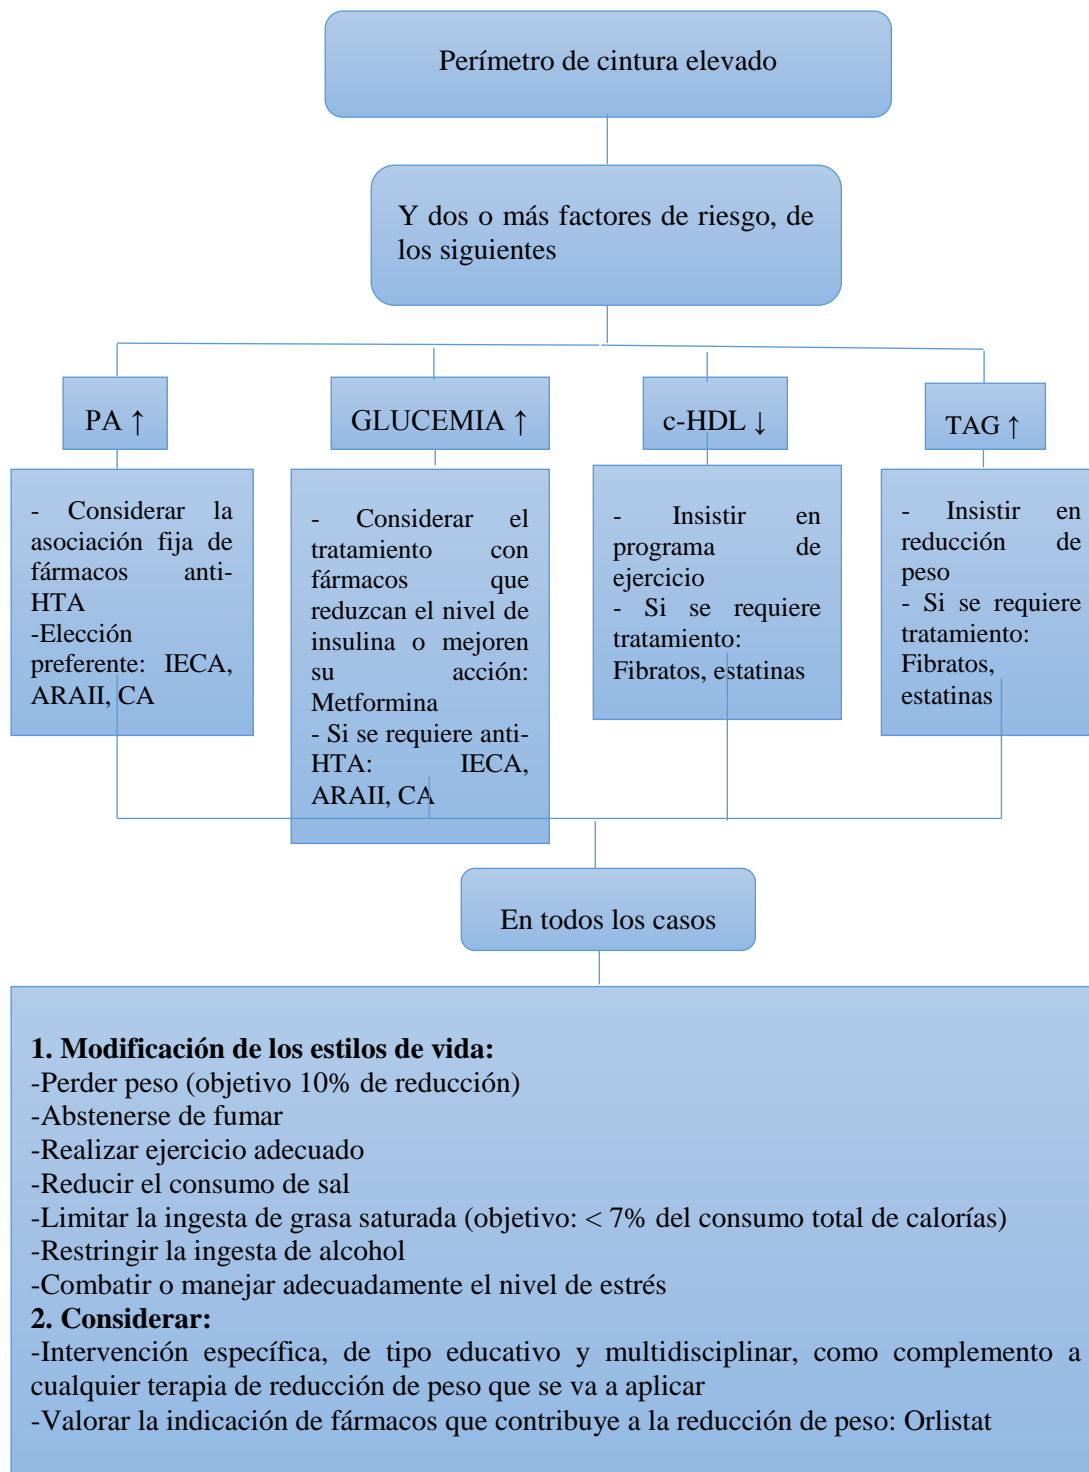 Perímetro de cintura elevado
Y dos o más factores de riesgo, de
los siguientes
PA ↑
GLUCEMIA ↑
c-HDL ↓
TAG ↑
- Considerar la
asociación fija de
fármacos anti-
HTA
-Elección
preferente: IECA,
ARAII, CA
- Considerar el
tratamiento con
fármacos que
reduzcan el nivel de
insulina o mejoren
su acción:
Metformina
- Si se requiere anti-
HTA: IECA,
ARAII, CA
- Insistir en
programa de
ejercicio
- Si se requiere
tratamiento:
Fibratos, estatinas
- Insistir en
reducción de
peso
- Si se requiere
tratamiento:
Fibratos,
estatinas
En todos los casos
1. Modificación de los estilos de vida:
-Perder peso (objetivo 10% de reducción)
-Abstenerse de fumar
-Realizar ejercicio adecuado
-Reducir el consumo de sal
-Limitar la ingesta de grasa saturada (objetivo: < 7% del consumo total de calorías)
-Restringir la ingesta de alcohol
-Combatir o manejar adecuadamente el nivel de estrés
2. Considerar:
-Intervención específica, de tipo educativo y multidisciplinar, como complemento a
cualquier terapia de reducción de peso que se va a aplicar
-Valorar la indicación de fármacos que contribuye a la reducción de peso: Orlistat